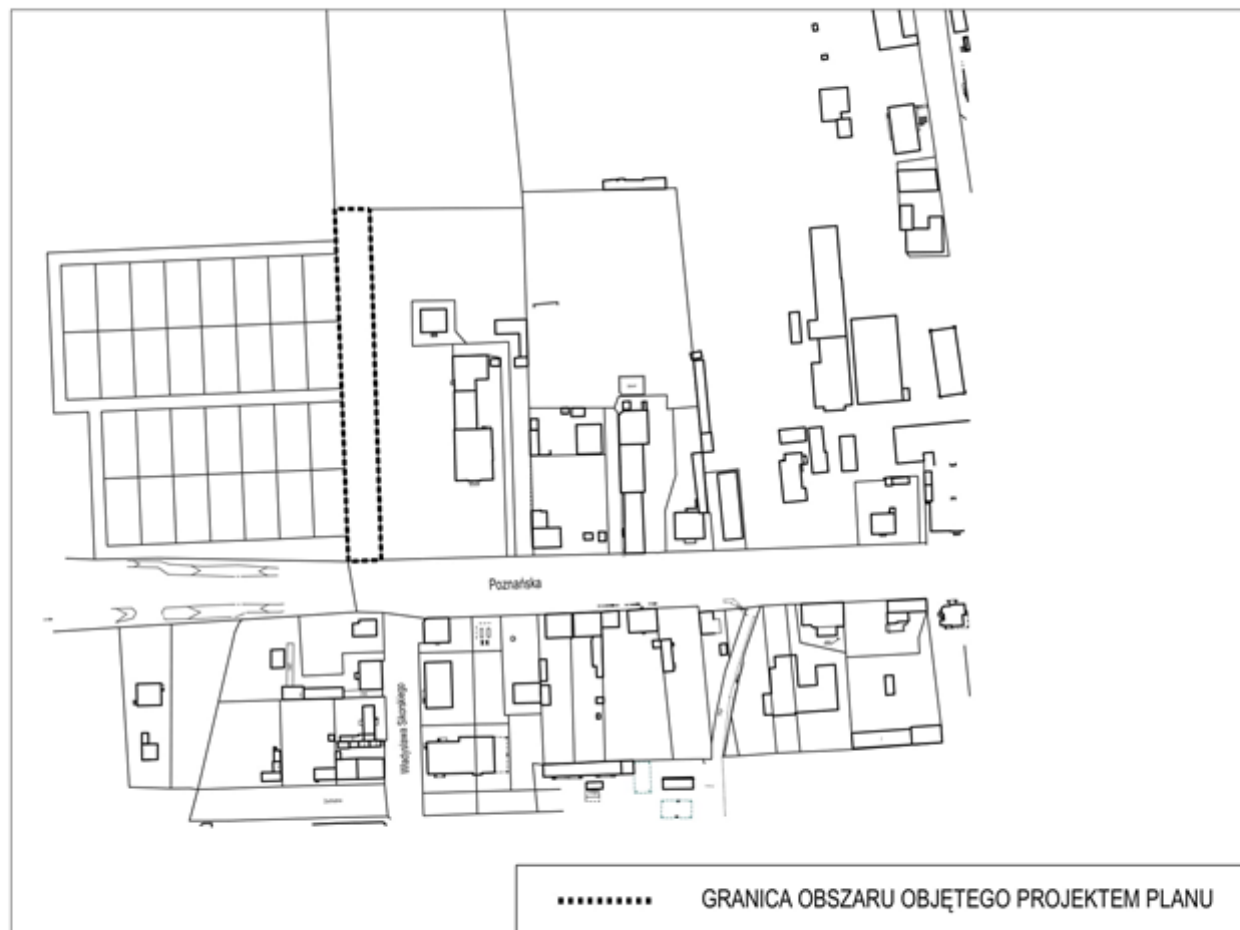 Poznańska
Władysława Sikorskiego
GRANICA OBSZARU OBJĘTEGO PROJEKTEM PLANU